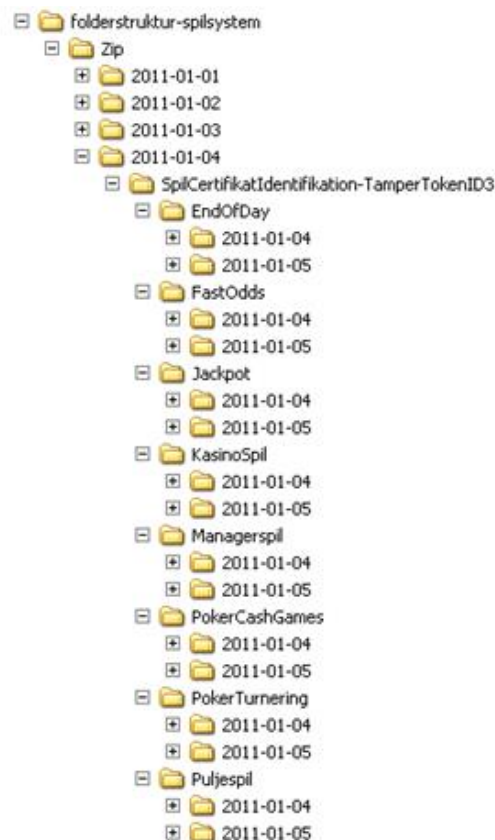 folderstruktur-spilsystem
Zip
2011-01-01
2011-01-02
2011-01-03
2011-01-04
SpilCertifikatIdentifikation-TamperTokenID3
EndOfDay
2011-01-04
2011-01-05
FastOdds
2011-01-04
2011-01-05
Jackpot
2011-01-04
2011-01-05
KasinoSpil
2011-01-04
2011-01-05
Managerspil
2011-01-04
2011-01-05
PokerCashGames
2011-01-04
2011-01-05
PokerTurnering
2011-01-04
2011-01-05
Puljespil
2011-01-04
2011-01-05